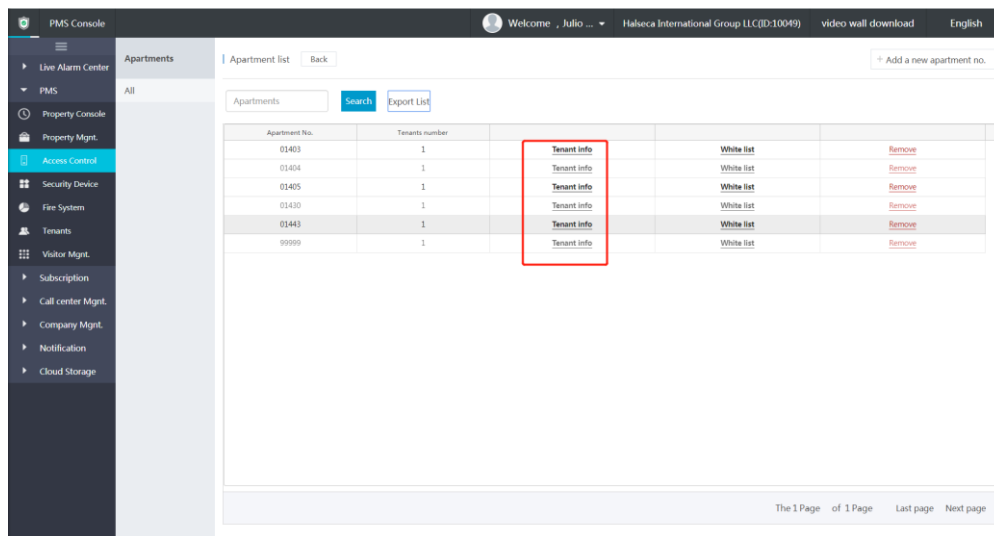 PMS Console Welcome , Julio ... Halseca International Group LLC(ID:10049) video wall download English
Live Alarm Center
PMS
Property Console
Property Mgnt.
Access Control
Security Device
Fire System
Tenants
Visitor Mgnt.
Subscription
Call center Mgnt.
Company Mgnt.
Notification
Cloud Storage
Apartments
All
Apartment list Back + Add a new apartment no.
Apartments Search Export List
Apartment No. Tenants number
01403 1 Tenant info White list Remove
01404 1 Tenant info White list Remove
01405 1 Tenant info White list Remove
01430 1 Tenant info White list Remove
01443 1 Tenant info White list Remove
99999 1 Tenant info White list Remove
The 1 Page of 1 Page Last page Next page